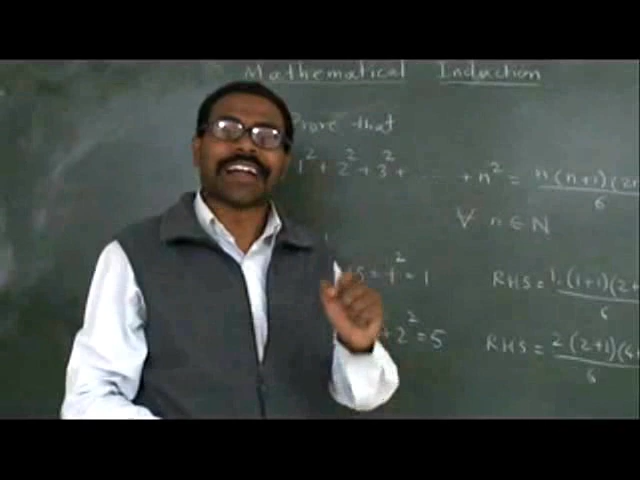 Mathematical Induction
Prove that
1² + 2² + 3² + ...... + n² = n(n+1)(2n / 6
∀ n ∈ N
HS = 1² = 1 RHS = 1.(1+1)(2+ / 6
+ 2² = 5 RHS = 2(2+1)(4+ / 6